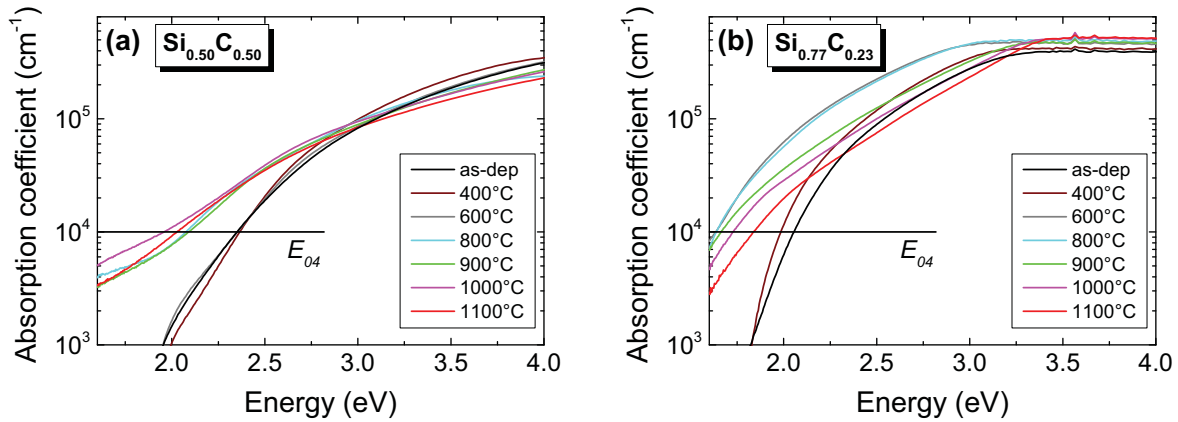 (a)
Si0.50C0.50
Absorption coefficient (cm-1)
10^5
10^4
10^3
as-dep
400°C
600°C
800°C
900°C
1000°C
1100°C
E04
2.0 2.5 3.0 3.5 4.0
Energy (eV)
(b)
Si0.77C0.23
Absorption coefficient (cm-1)
10^5
10^4
10^3
as-dep
400°C
600°C
800°C
900°C
1000°C
1100°C
E04
2.0 2.5 3.0 3.5 4.0
Energy (eV)